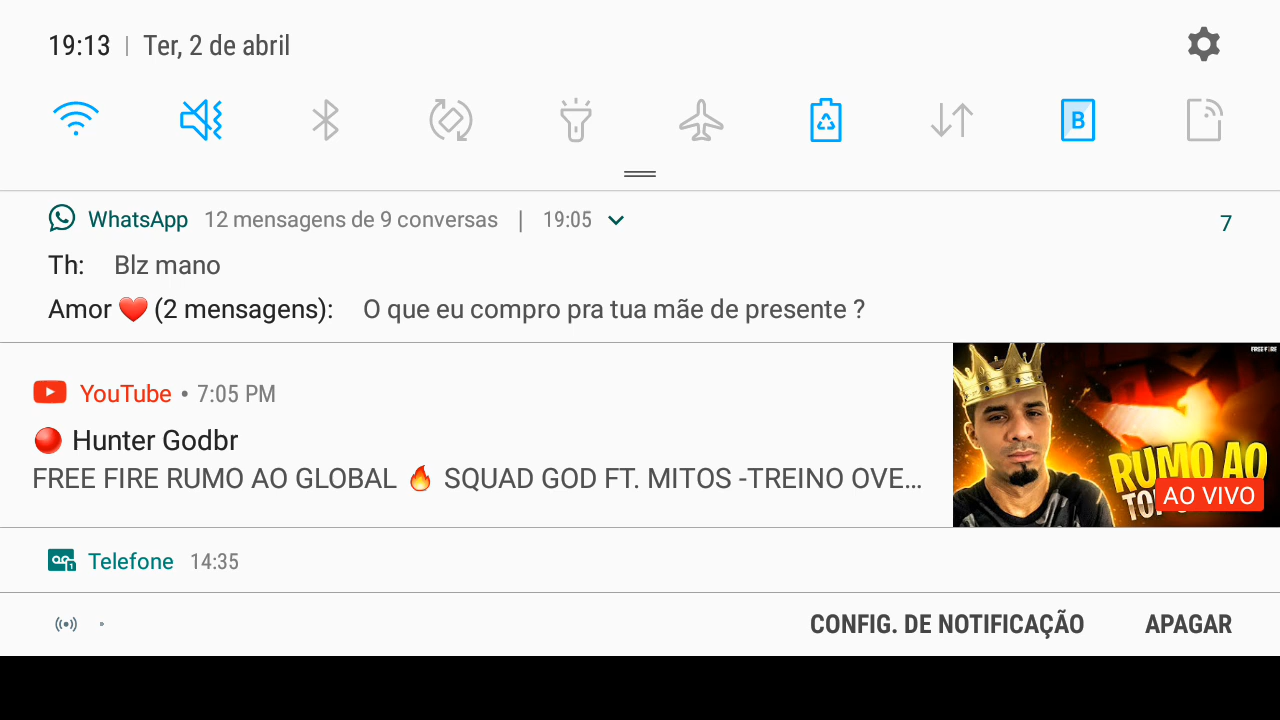 19:13 | Ter, 2 de abril
B
WhatsApp 12 mensagens de 9 conversas | 19:05 7
Th: Blz mano
Amor ❤️ (2 mensagens): O que eu compro pra tua mãe de presente ?
YouTube • 7:05 PM
🔴 Hunter Godbr
FREE FIRE RUMO AO GLOBAL 🔥 SQUAD GOD FT. MITOS -TREINO OVE…
FREE FIRE
RUMO AO
AO VIVO
Telefone 14:35
CONFIG. DE NOTIFICAÇÃO APAGAR